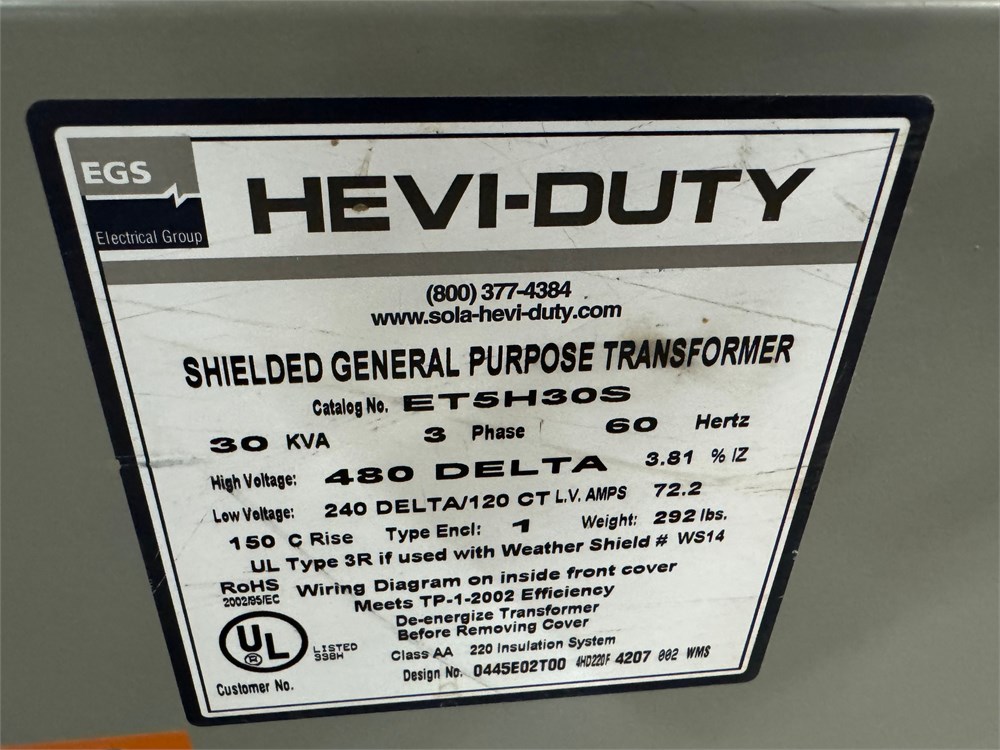 EGS
Electrical Group
HEVI-DUTY
(800) 377-4384
www.sola-hevi-duty.com
SHIELDED GENERAL PURPOSE TRANSFORMER
Catalog No. ET5H30S
30 KVA 3 Phase 60 Hertz
High Voltage: 480 DELTA 3.81 % IZ
Low Voltage: 240 DELTA/120 CT L.V. AMPS 72.2
150 C Rise Type Encl: 1 Weight: 292 lbs.
UL Type 3R if used with Weather Shield # WS14
RoHS Wiring Diagram on inside front cover
2002/95/EC Meets TP-1-2002 Efficiency
De-energize Transformer
Before Removing Cover
UL ® LISTED
998H
Class AA 220 Insulation System
Design No. 0445E02T00 4HD220F 4207 002 WMS
Customer No.